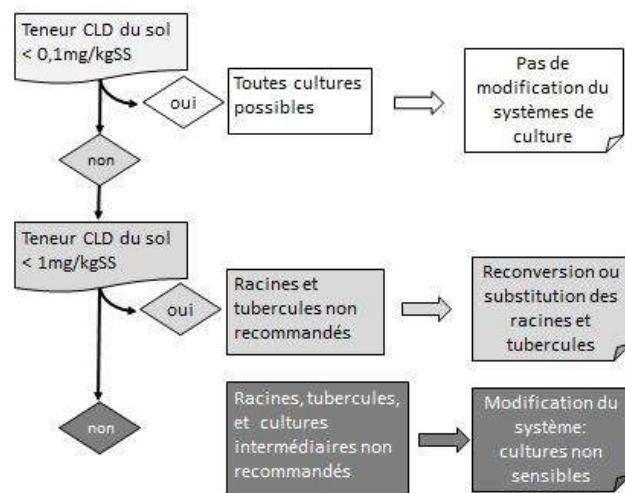 Teneur CLD du sol
< 0,1mg/kgSS
oui
Toutes cultures
possibles
Pas de
modification du
systèmes de
culture
non
Teneur CLD du sol
< 1mg/kgSS
oui
Racines et
tubercules non
recommandés
Reconversion ou
substitution des
racines et
tubercules
non
Racines, tubercules,
et cultures
intermédiaires non
recommandés
Modification du
système:
cultures non
sensibles